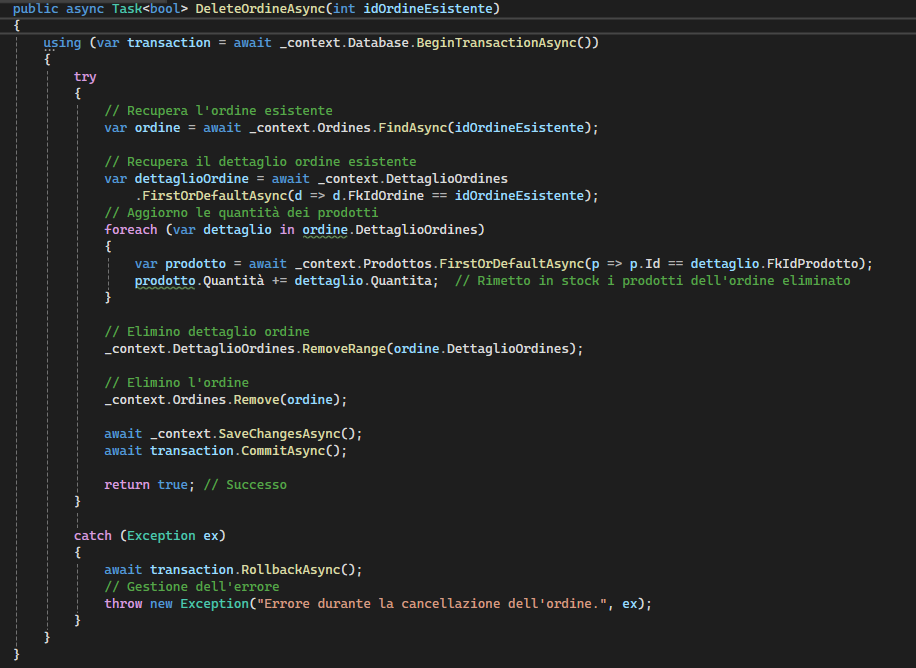 public async Task<bool> DeleteOrdineAsync(int idOrdineEsistente)
{
using (var transaction = await _context.Database.BeginTransactionAsync())
{
try
{
// Recupera l'ordine esistente
var ordine = await _context.Ordines.FindAsync(idOrdineEsistente);
// Recupera il dettaglio ordine esistente
var dettaglioOrdine = await _context.DettaglioOrdines
.FirstOrDefaultAsync(d => d.FkIdOrdine == idOrdineEsistente);
// Aggiorno le quantità dei prodotti
foreach (var dettaglio in ordine.DettaglioOrdines)
{
var prodotto = await _context.Prodottos.FirstOrDefaultAsync(p => p.Id == dettaglio.FkIdProdotto);
prodotto.Quantità += dettaglio.Quantita;  // Rimetto in stock i prodotti dell'ordine eliminato
}
// Elimino dettaglio ordine
_context.DettaglioOrdines.RemoveRange(ordine.DettaglioOrdines);
// Elimino l'ordine
_context.Ordines.Remove(ordine);
await _context.SaveChangesAsync();
await transaction.CommitAsync();
return true; // Successo
}
catch (Exception ex)
{
await transaction.RollbackAsync();
// Gestione dell'errore
throw new Exception("Errore durante la cancellazione dell'ordine.", ex);
}
}
}